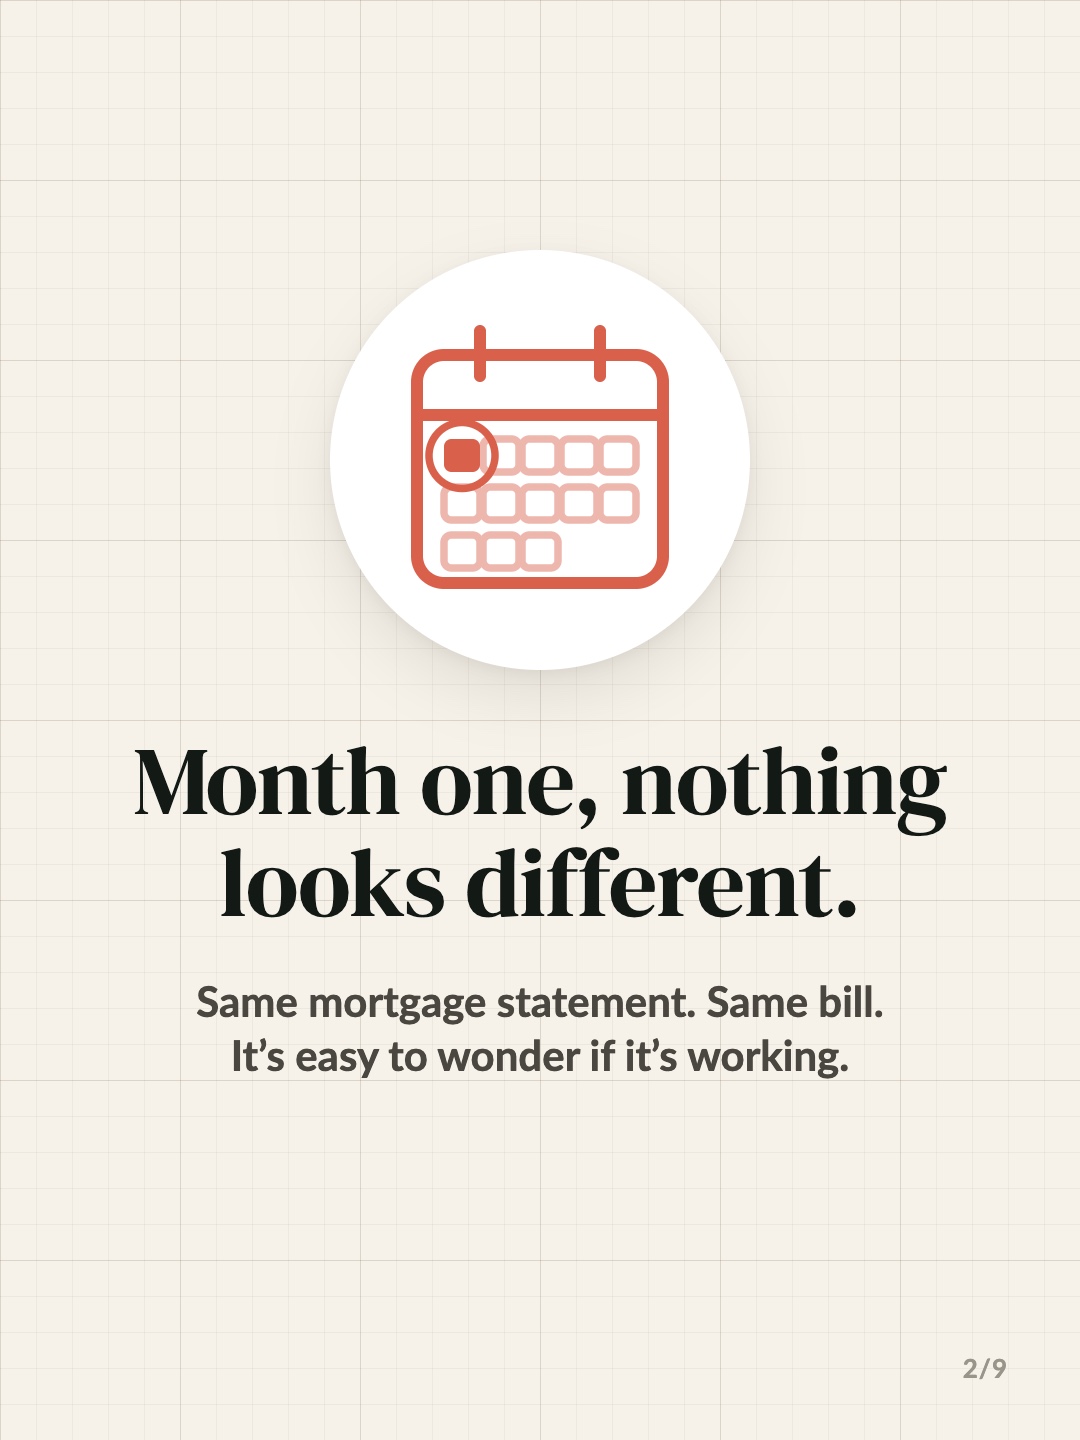 Month one, nothing
looks different.
Same mortgage statement. Same bill.
It’s easy to wonder if it’s working.
2/9